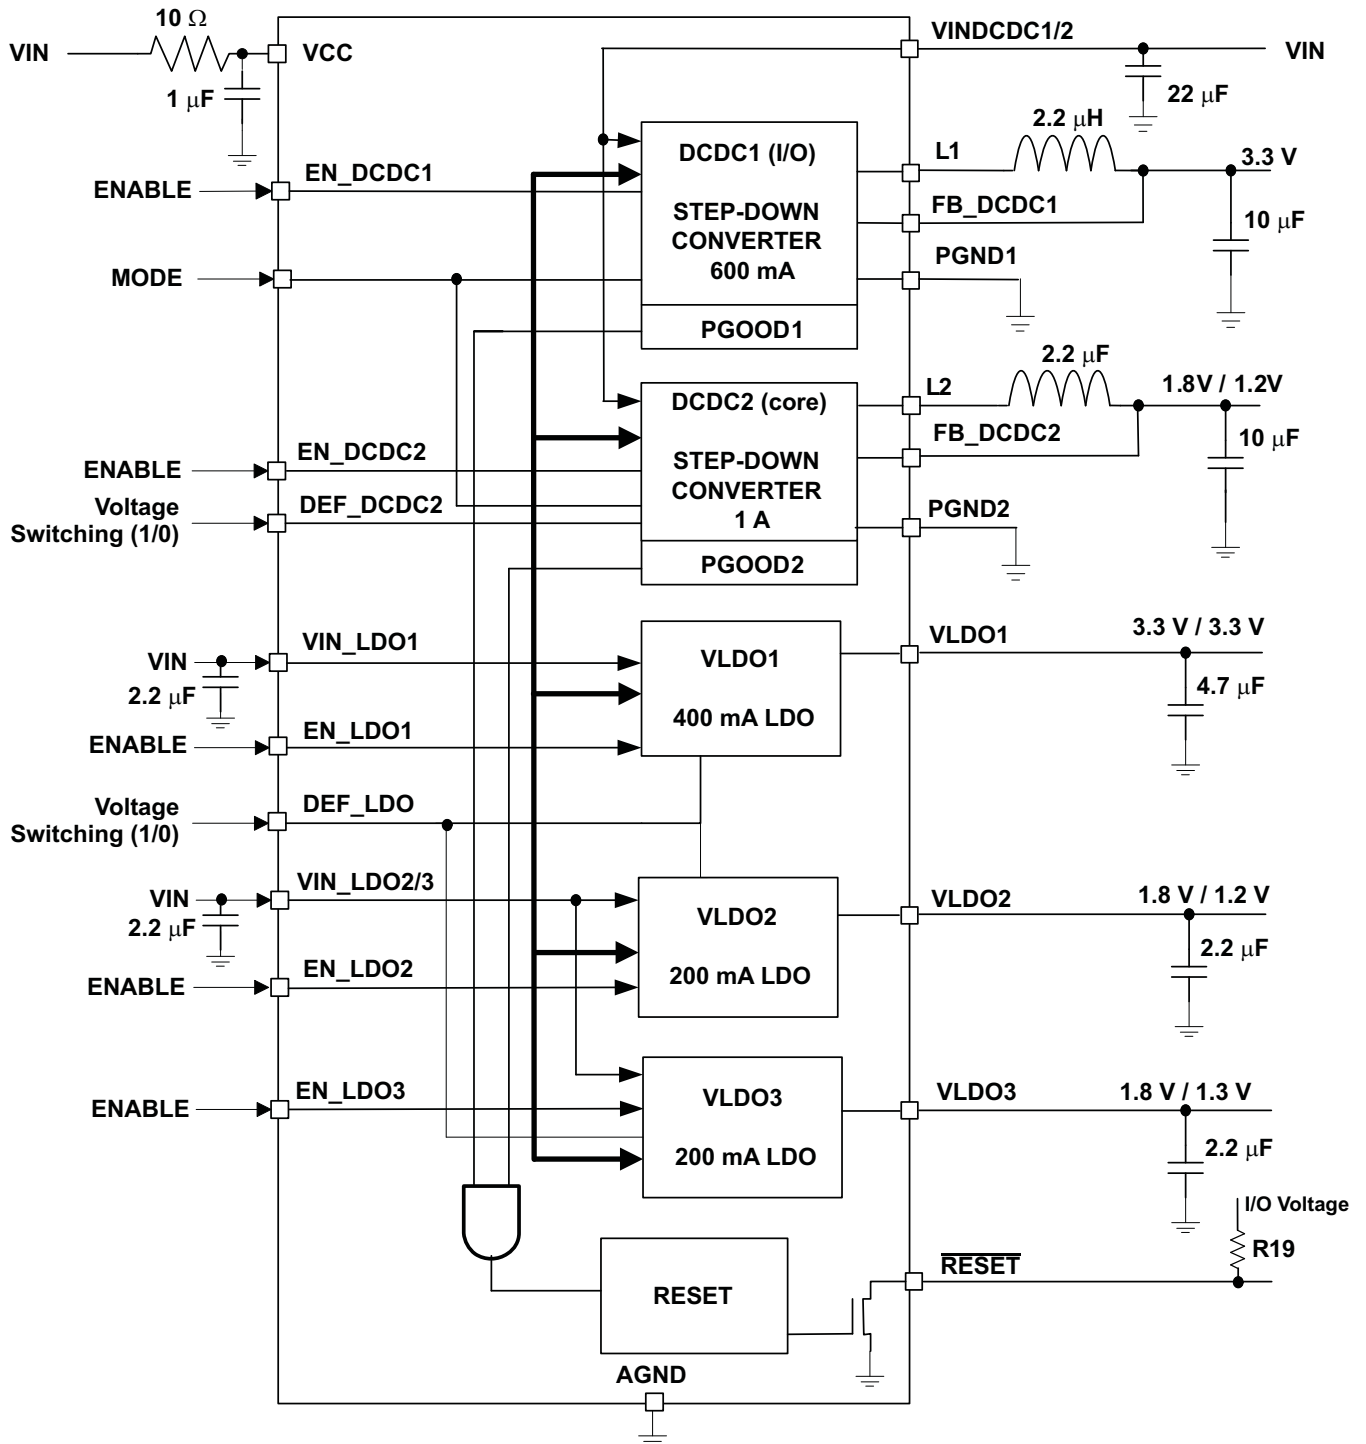 10 Ω
VIN
VCC
1 μF
VINDCDC1/2
VIN
22 μF
ENABLE
EN_DCDC1
MODE
DCDC1 (I/O)
STEP-DOWN
CONVERTER
600 mA
PGOOD1
L1
2.2 μH
3.3 V
FB_DCDC1
10 μF
PGND1
ENABLE
EN_DCDC2
Voltage
Switching (1/0)
DEF_DCDC2
DCDC2 (core)
STEP-DOWN
CONVERTER
1 A
PGOOD2
L2
2.2 μF
1.8V / 1.2V
FB_DCDC2
10 μF
PGND2
VIN
2.2 μF
VIN_LDO1
ENABLE
EN_LDO1
VLDO1
400 mA LDO
VLDO1
3.3 V / 3.3 V
4.7 μF
Voltage
Switching (1/0)
DEF_LDO
VIN
2.2 μF
VIN_LDO2/3
ENABLE
EN_LDO2
VLDO2
200 mA LDO
VLDO2
1.8 V / 1.2 V
2.2 μF
ENABLE
EN_LDO3
VLDO3
200 mA LDO
VLDO3
1.8 V / 1.3 V
2.2 μF
I/O Voltage
R19
RESET
RESET
AGND